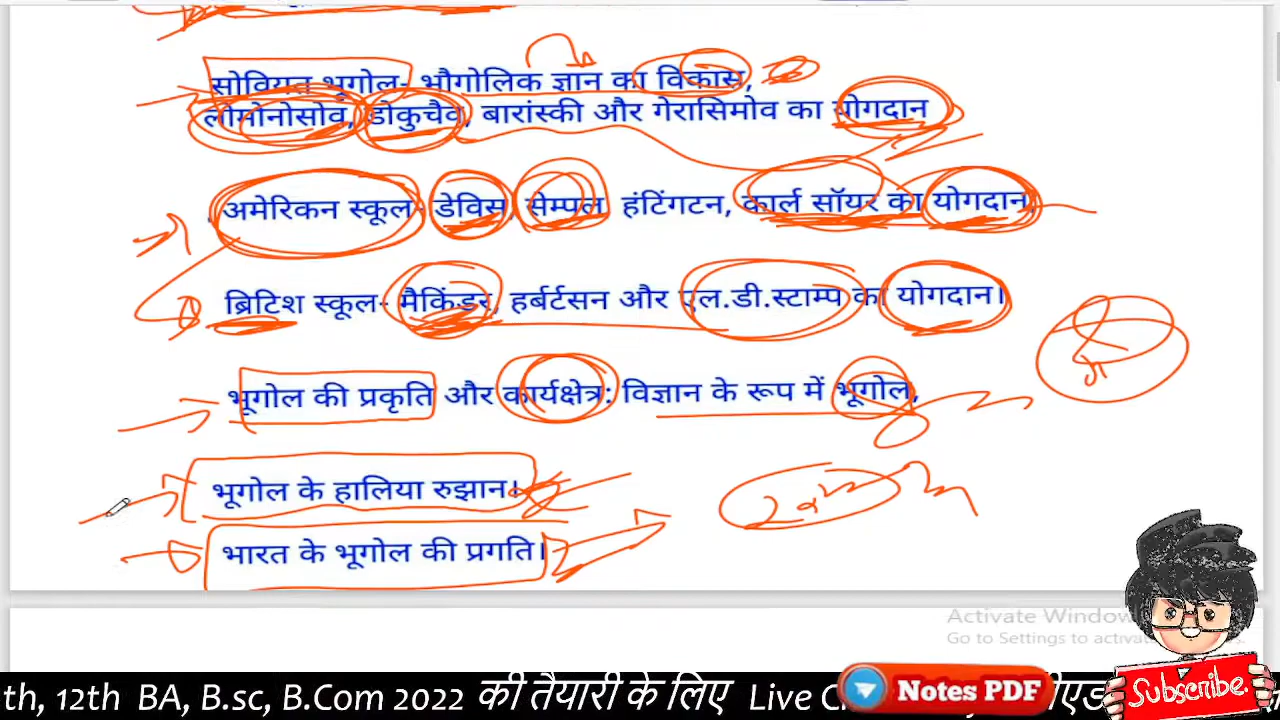 सोवियत भूगोल- भौगोलिक ज्ञान का विकास,
लोमोनोसोव, डोकुचैव, बारांस्की और गेरासिमोव का योगदान
अमेरिकन स्कूल- डेविस, सेम्पल हंटिंगटन, कार्ल सॉयर का योगदान,
ब्रिटिश स्कूल- मैकिंडर, हर्बर्टसन और एल.डी.स्टाम्प का योगदान।
भूगोल की प्रकृति और कार्यक्षेत्र: विज्ञान के रूप में भूगोल,
भूगोल के हालिया रुझान।
भारत के भूगोल की प्रगति।
Activate Window
Go to Settings to activa
th, 12th BA, B.sc, B.Com 2022 की तैयारी के लिए Live C
Notes PDF
Subscribe.